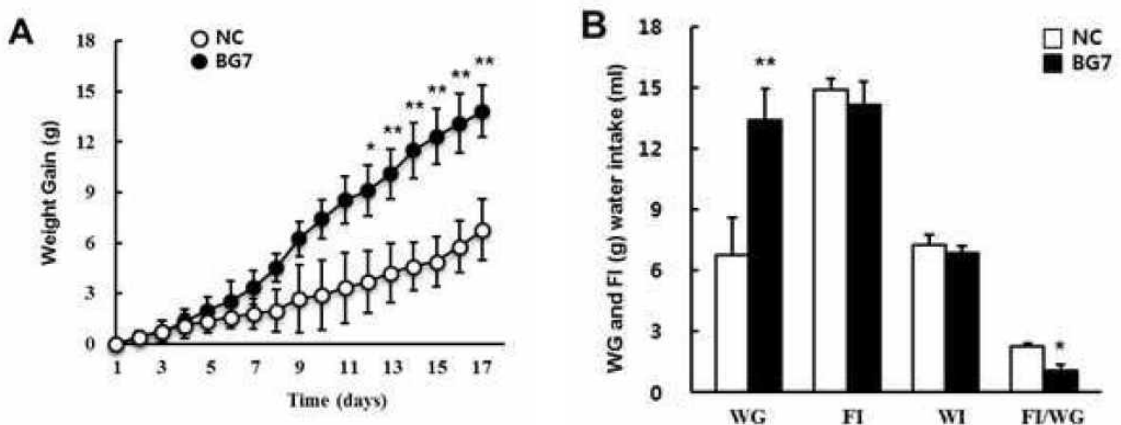 A
NC
BG7
Weight Gain (g)
18
15
12
9
6
3
0
* ** ** ** ** **
1 3 5 7 9 11 13 15 17
Time (days)
B
NC
BG7
WG and FI (g) water intake (ml)
18
15
12
9
6
3
0
**
*
WG FI WI FI/WG